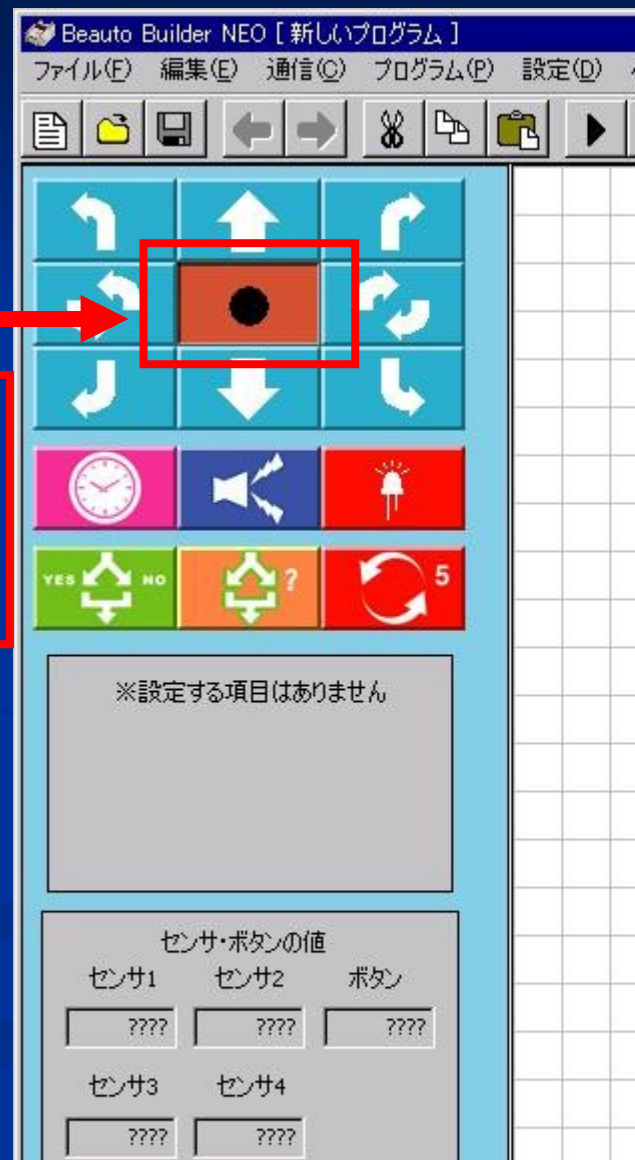 Beauto Builder NEO [ 新しいプログラム ]
ファイル(F) 編集(E) 通信(C) プログラム(P) 設定(D)
YES NO ? 5
※設定する項目はありません
センサ・ボタンの値
センサ1 センサ2 ボタン
???? ???? ????
センサ3 センサ4
???? ????